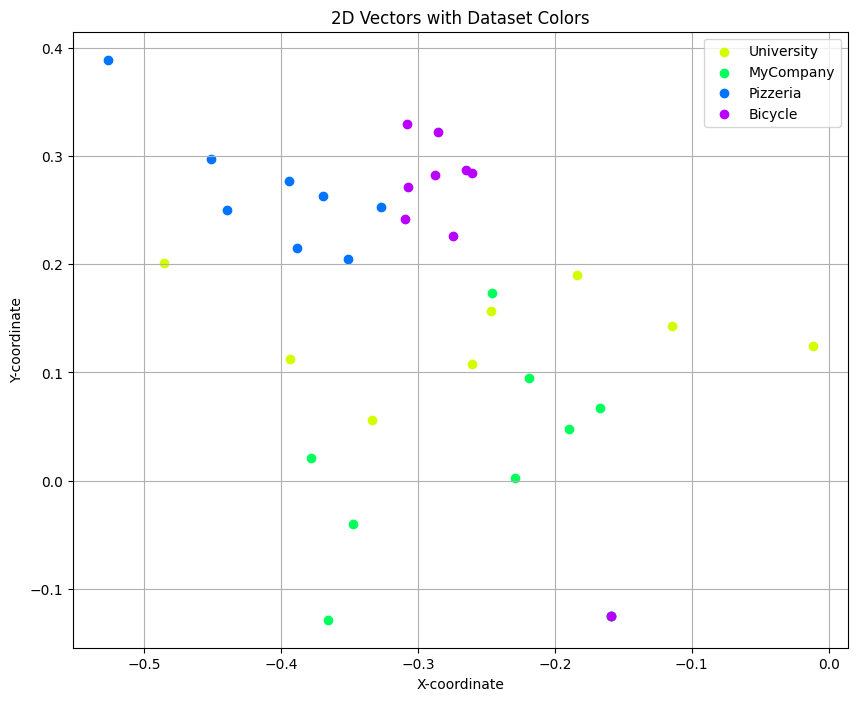 2D Vectors with Dataset Colors
University
MyCompany
Pizzeria
Bicycle
0.4
0.3
0.2
0.1
0.0
−0.1
Y-coordinate
−0.5
−0.4
−0.3
−0.2
−0.1
0.0
X-coordinate